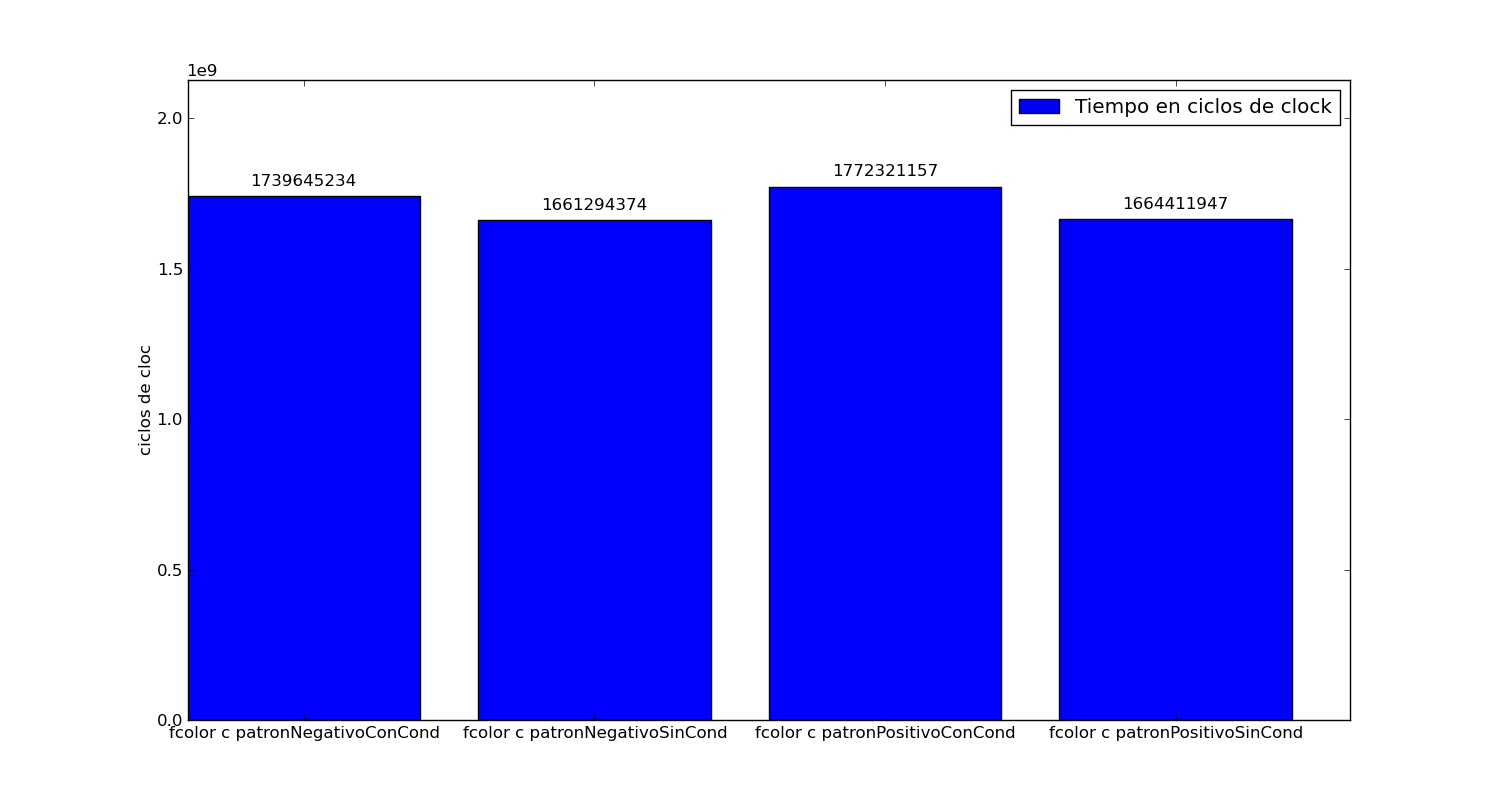 1e9
Tiempo en ciclos de clock
2.0
1.5
1.0
0.5
0.0
ciclos de cloc
1739645234
1661294374
1772321157
1664411947
fcolor c patronNegativoConCond
fcolor c patronNegativoSinCond
fcolor c patronPositivoConCond
fcolor c patronPositivoSinCond